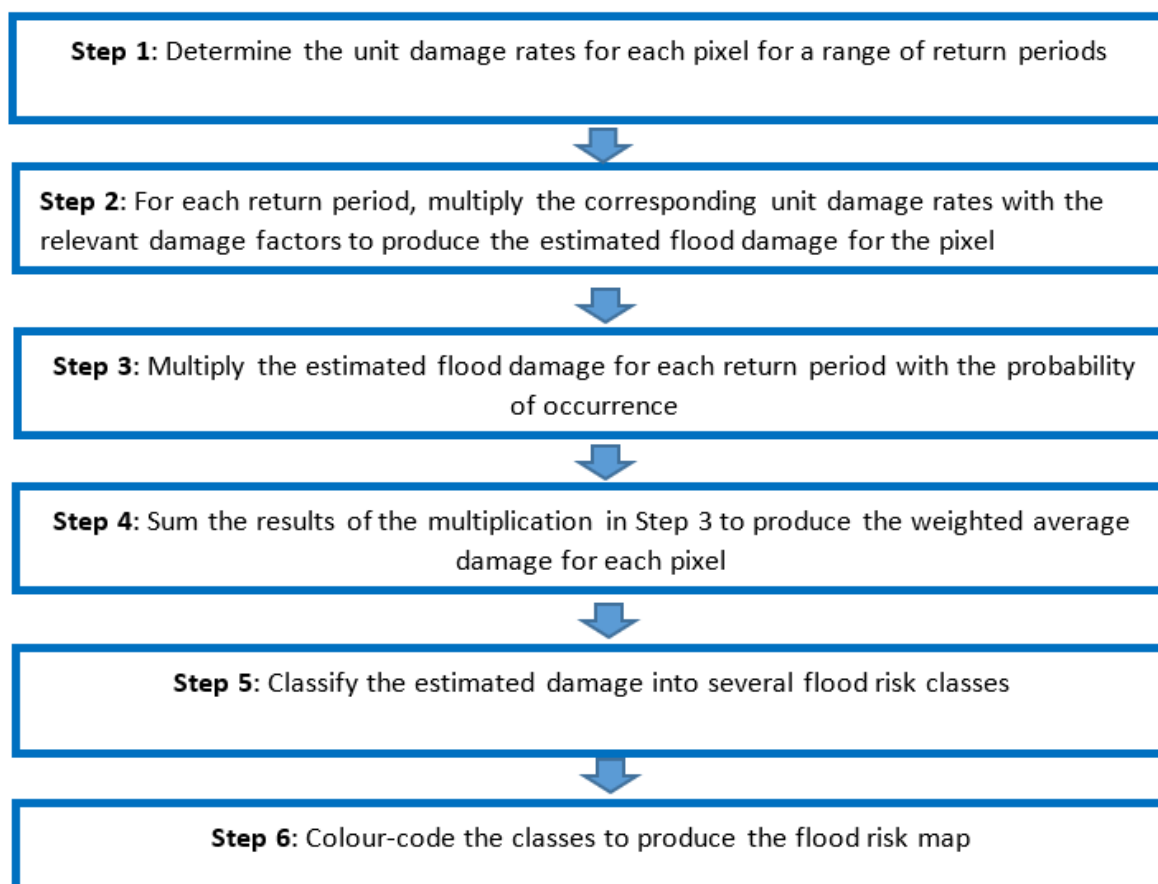 Step 1: Determine the unit damage rates for each pixel for a range of return periods
Step 2: For each return period, multiply the corresponding unit damage rates with the
relevant damage factors to produce the estimated flood damage for the pixel
Step 3: Multiply the estimated flood damage for each return period with the probability
of occurrence
Step 4: Sum the results of the multiplication in Step 3 to produce the weighted average
damage for each pixel
Step 5: Classify the estimated damage into several flood risk classes
Step 6: Colour-code the classes to produce the flood risk map